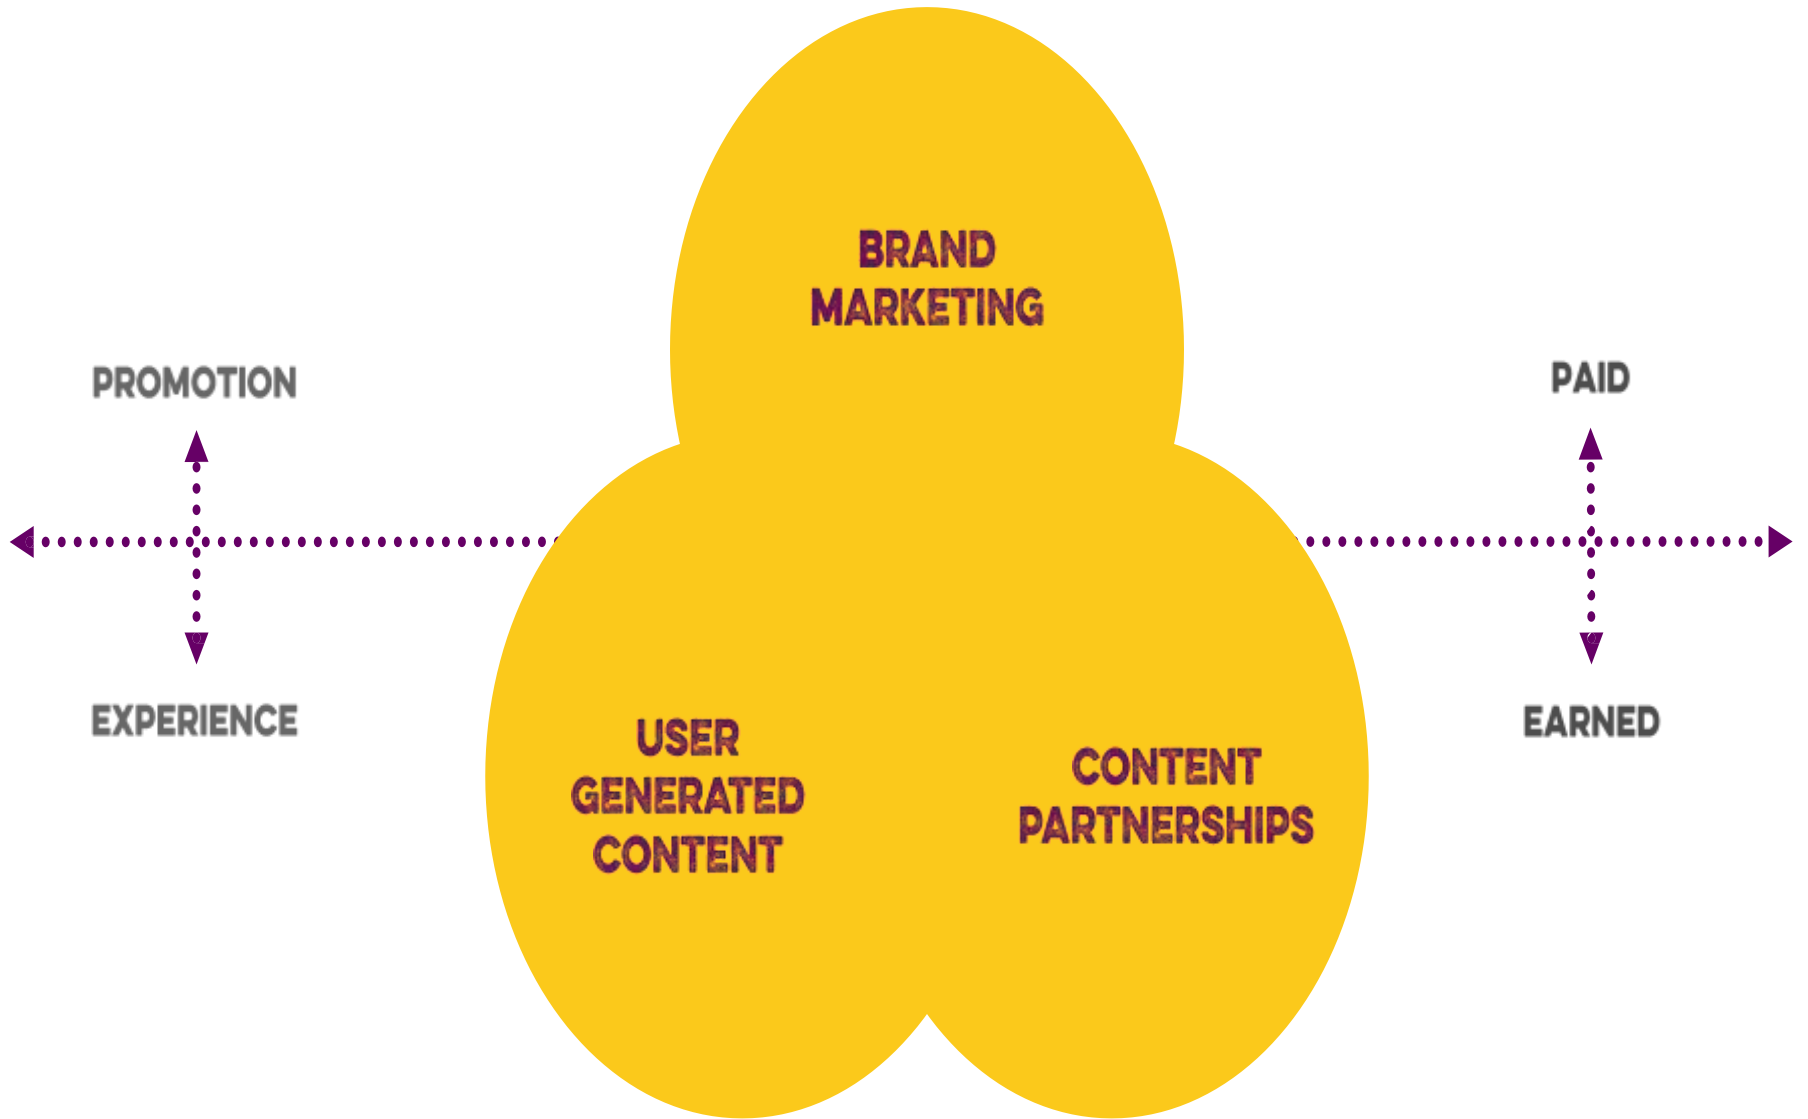 BRAND
MARKETING
PROMOTION
PAID
EXPERIENCE
EARNED
USER
GENERATED
CONTENT
CONTENT
PARTNERSHIPS